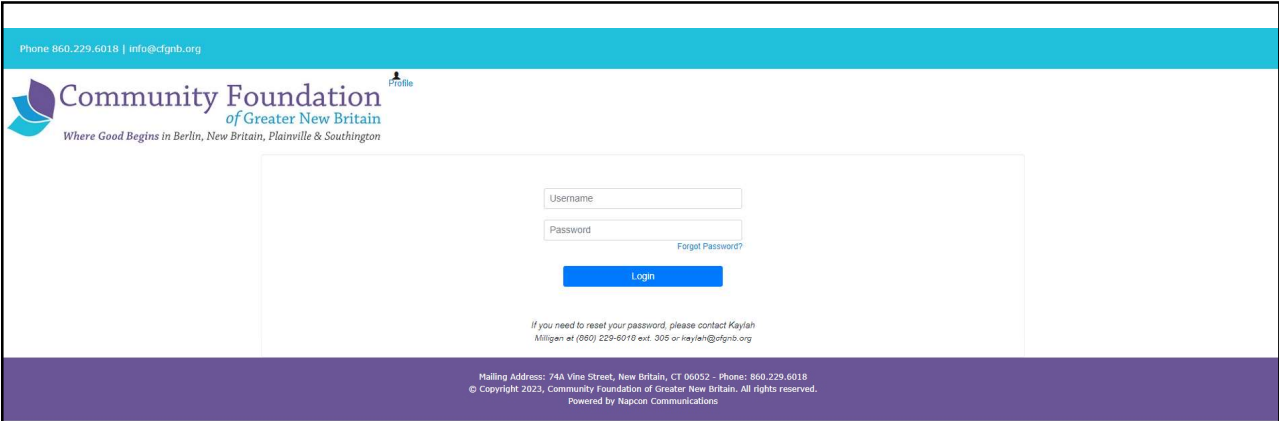 Phone 860.229.6018 | info@cfgnb.org
Profile
Community Foundation
of Greater New Britain
Where Good Begins in Berlin, New Britain, Plainville & Southington
Username
Password
Forgot Password?
Login
If you need to reset your password, please contact Kaylah
Milligan at (860) 229-6018 ext. 305 or kaylah@cfgnb.org
Mailing Address: 74A Vine Street, New Britain, CT 06052 - Phone: 860.229.6018
© Copyright 2023, Community Foundation of Greater New Britain. All rights reserved.
Powered by Napcon Communications